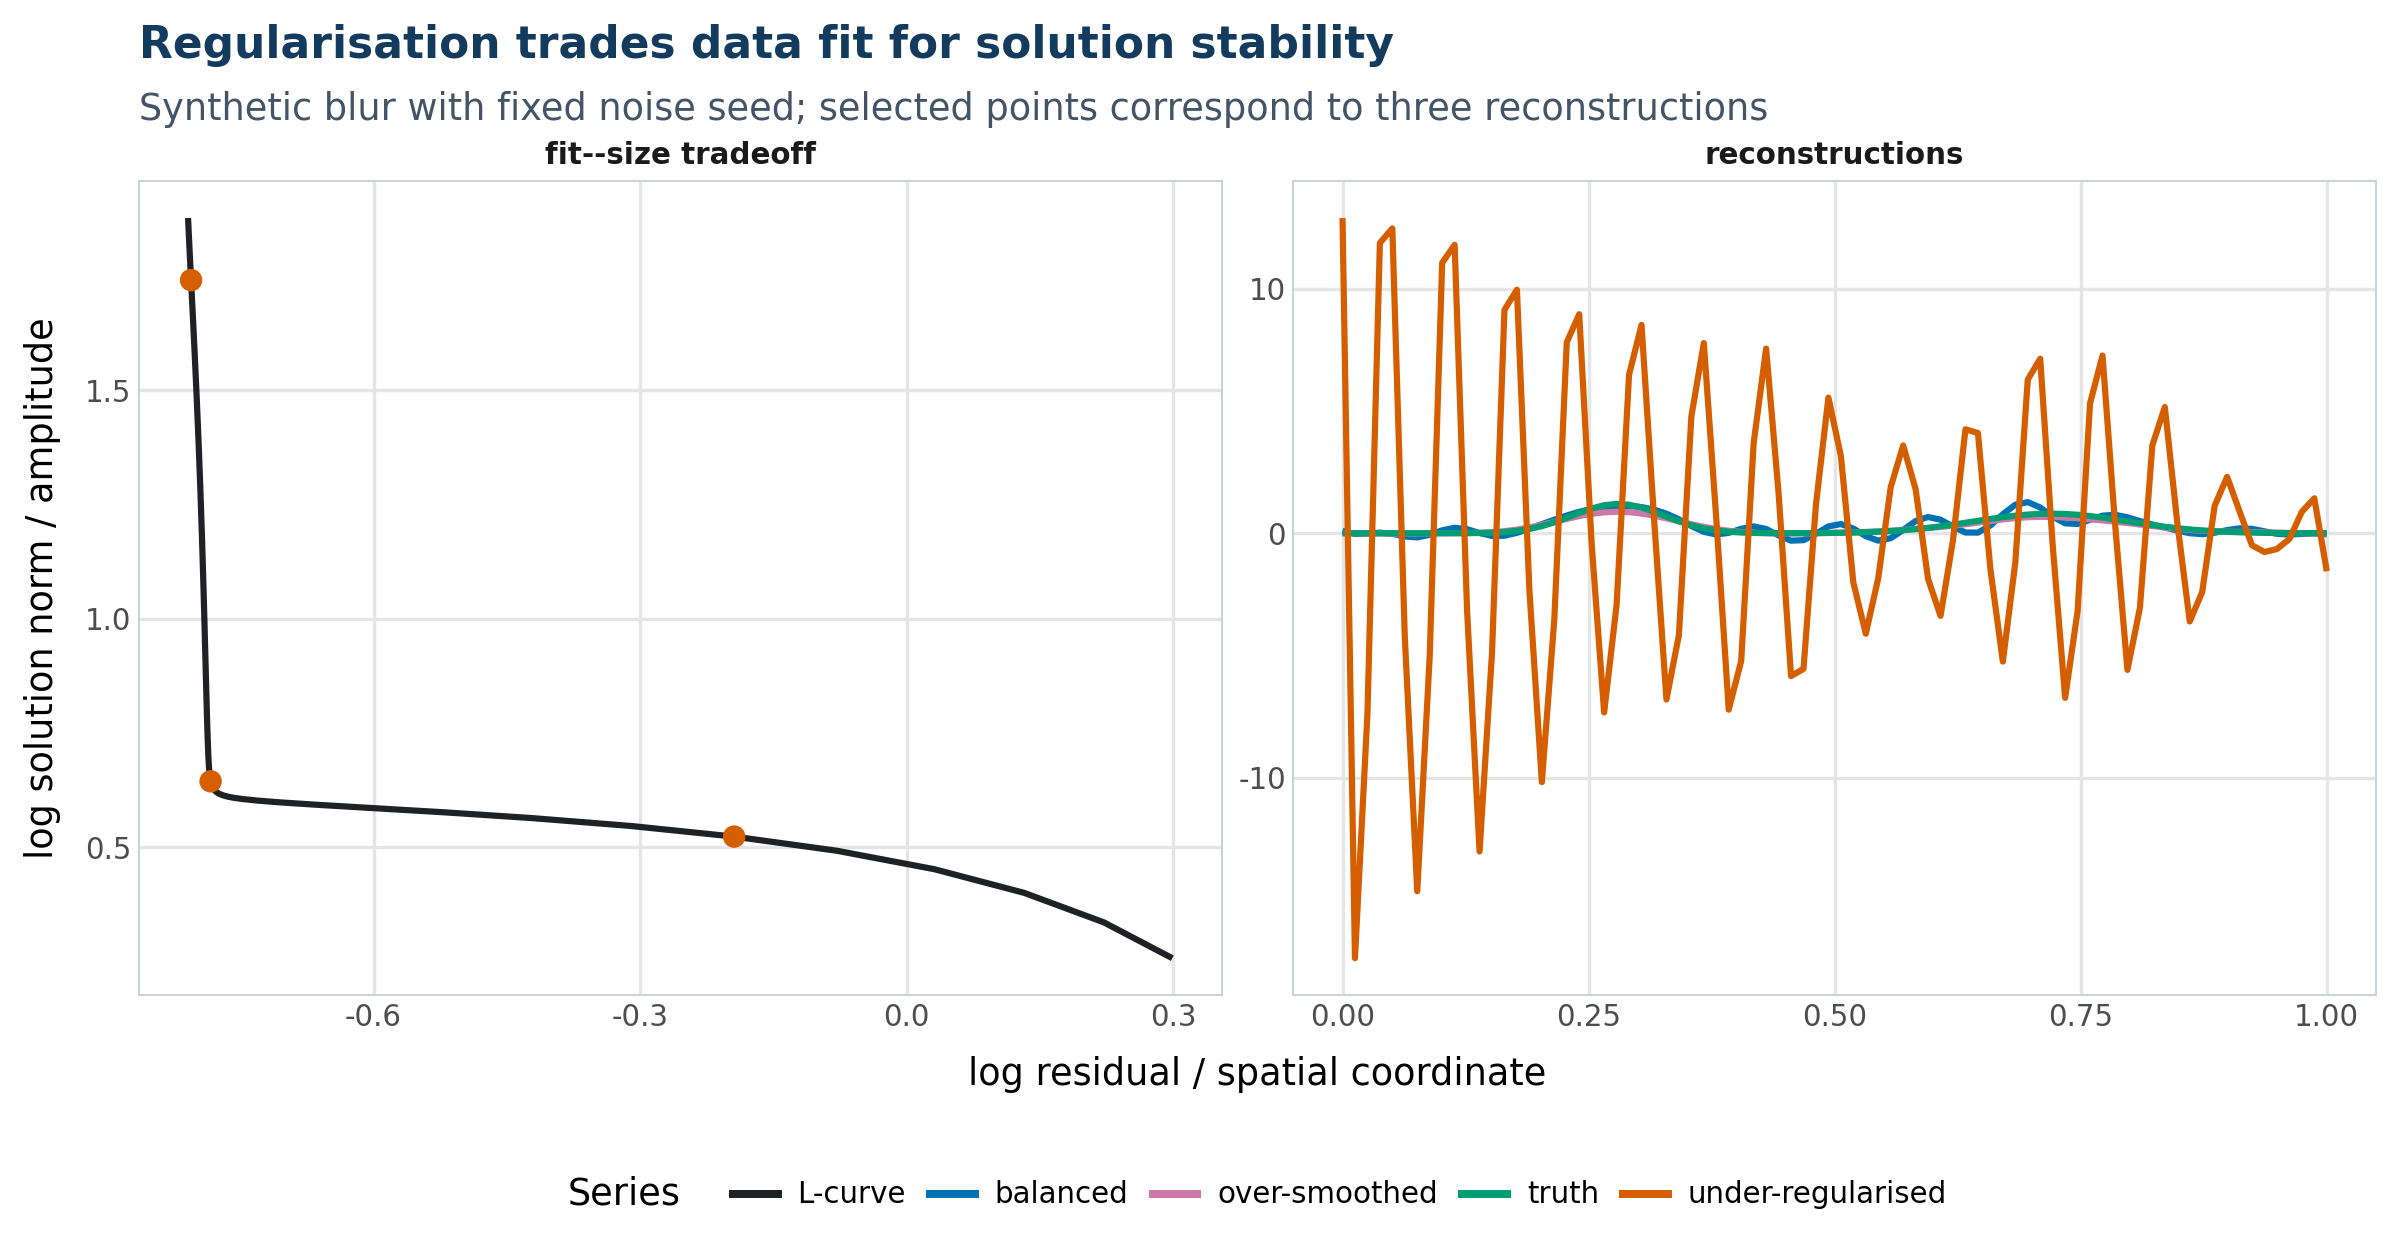 Regularisation trades data fit for solution stability
Synthetic blur with fixed noise seed; selected points correspond to three reconstructions
fit--size tradeoff
reconstructions
log solution norm / amplitude
1.5
1.0
0.5
10
0
-10
-0.6
-0.3
0.0
0.3
0.00
0.25
0.50
0.75
1.00
log residual / spatial coordinate
Series
L-curve
balanced
over-smoothed
truth
under-regularised